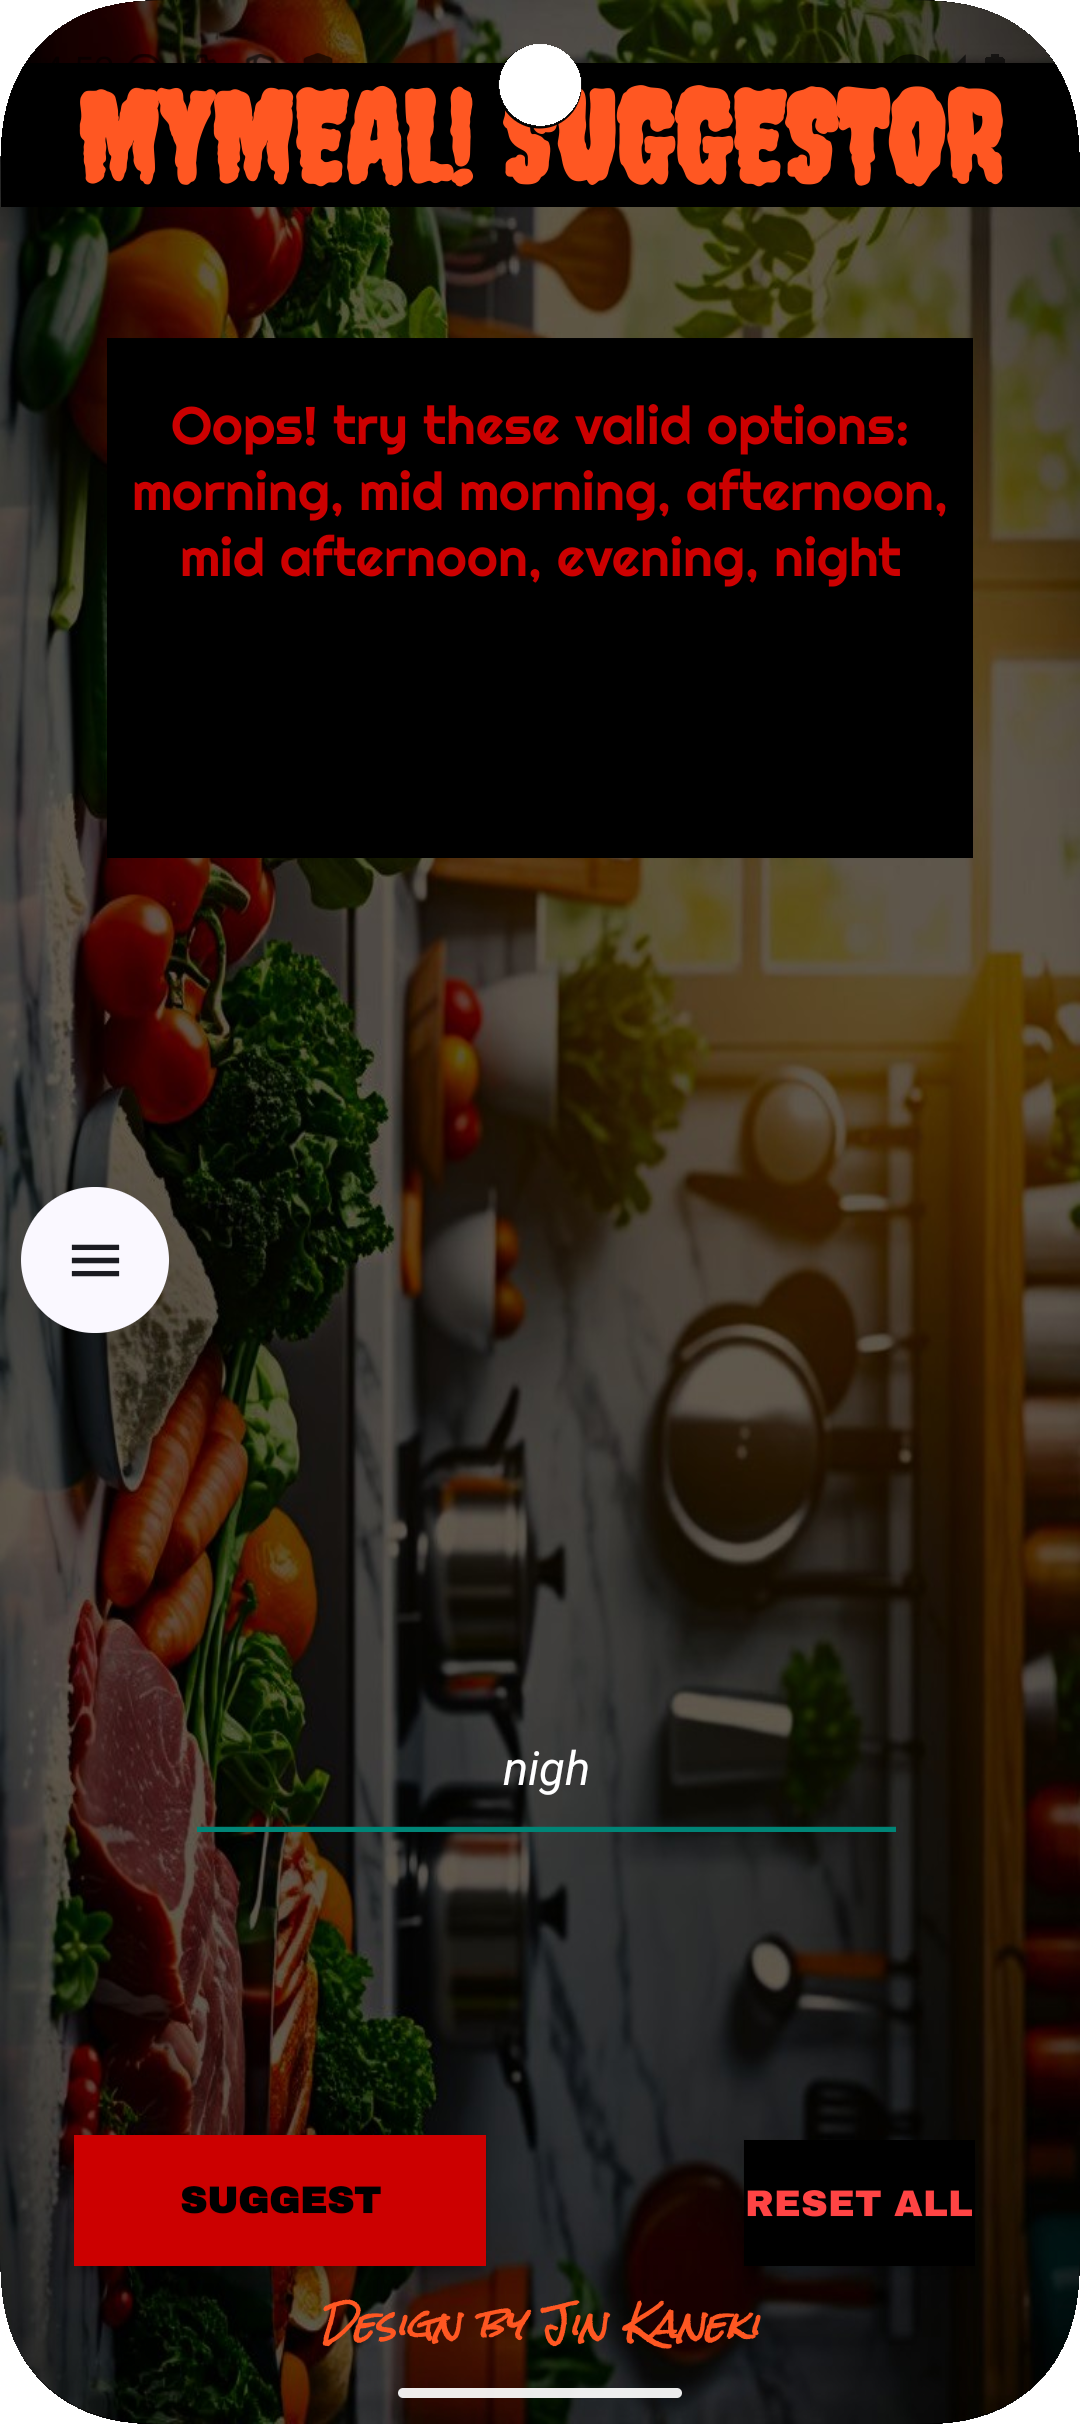 MYMEAL! SUGGESTOR
Oops! try these valid options:
morning, mid morning, afternoon,
mid afternoon, evening, night
nigh
SUGGEST
RESET ALL
DESIGN BY JIN KANEKI